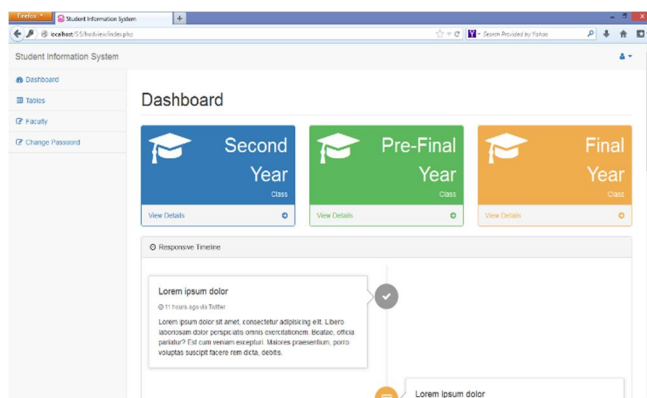 Firefox
Student Information System
localhost/SIS/hod/view/index.php
Search Provided by Yahoo
Student Information System
Dashboard
Tables
Faculty
Change Password
Dashboard
Second
Year
Class
View Details
Pre-Final
Year
Class
View Details
Final
Year
Class
View Details
Responsive Timeline
Lorem ipsum dolor
11 hours ago via Twitter
Lorem ipsum dolor sit amet, consectetur adipisicing elit. Libero
laboriosam dolor perspiciatis omnis exercitationem. Beatae, officia
pariatur? Est cum veniam excepturi. Maiores praesentium, porro
voluptas suscipit facere rem dicta, debitis.
Lorem ipsum dolor